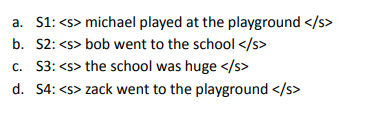 a. S1: <s> michael played at the playground </s>
b. S2: <s> bob went to the school </s>
c. S3: <s> the school was huge </s>
d. S4: <s> zack went to the playground </s>